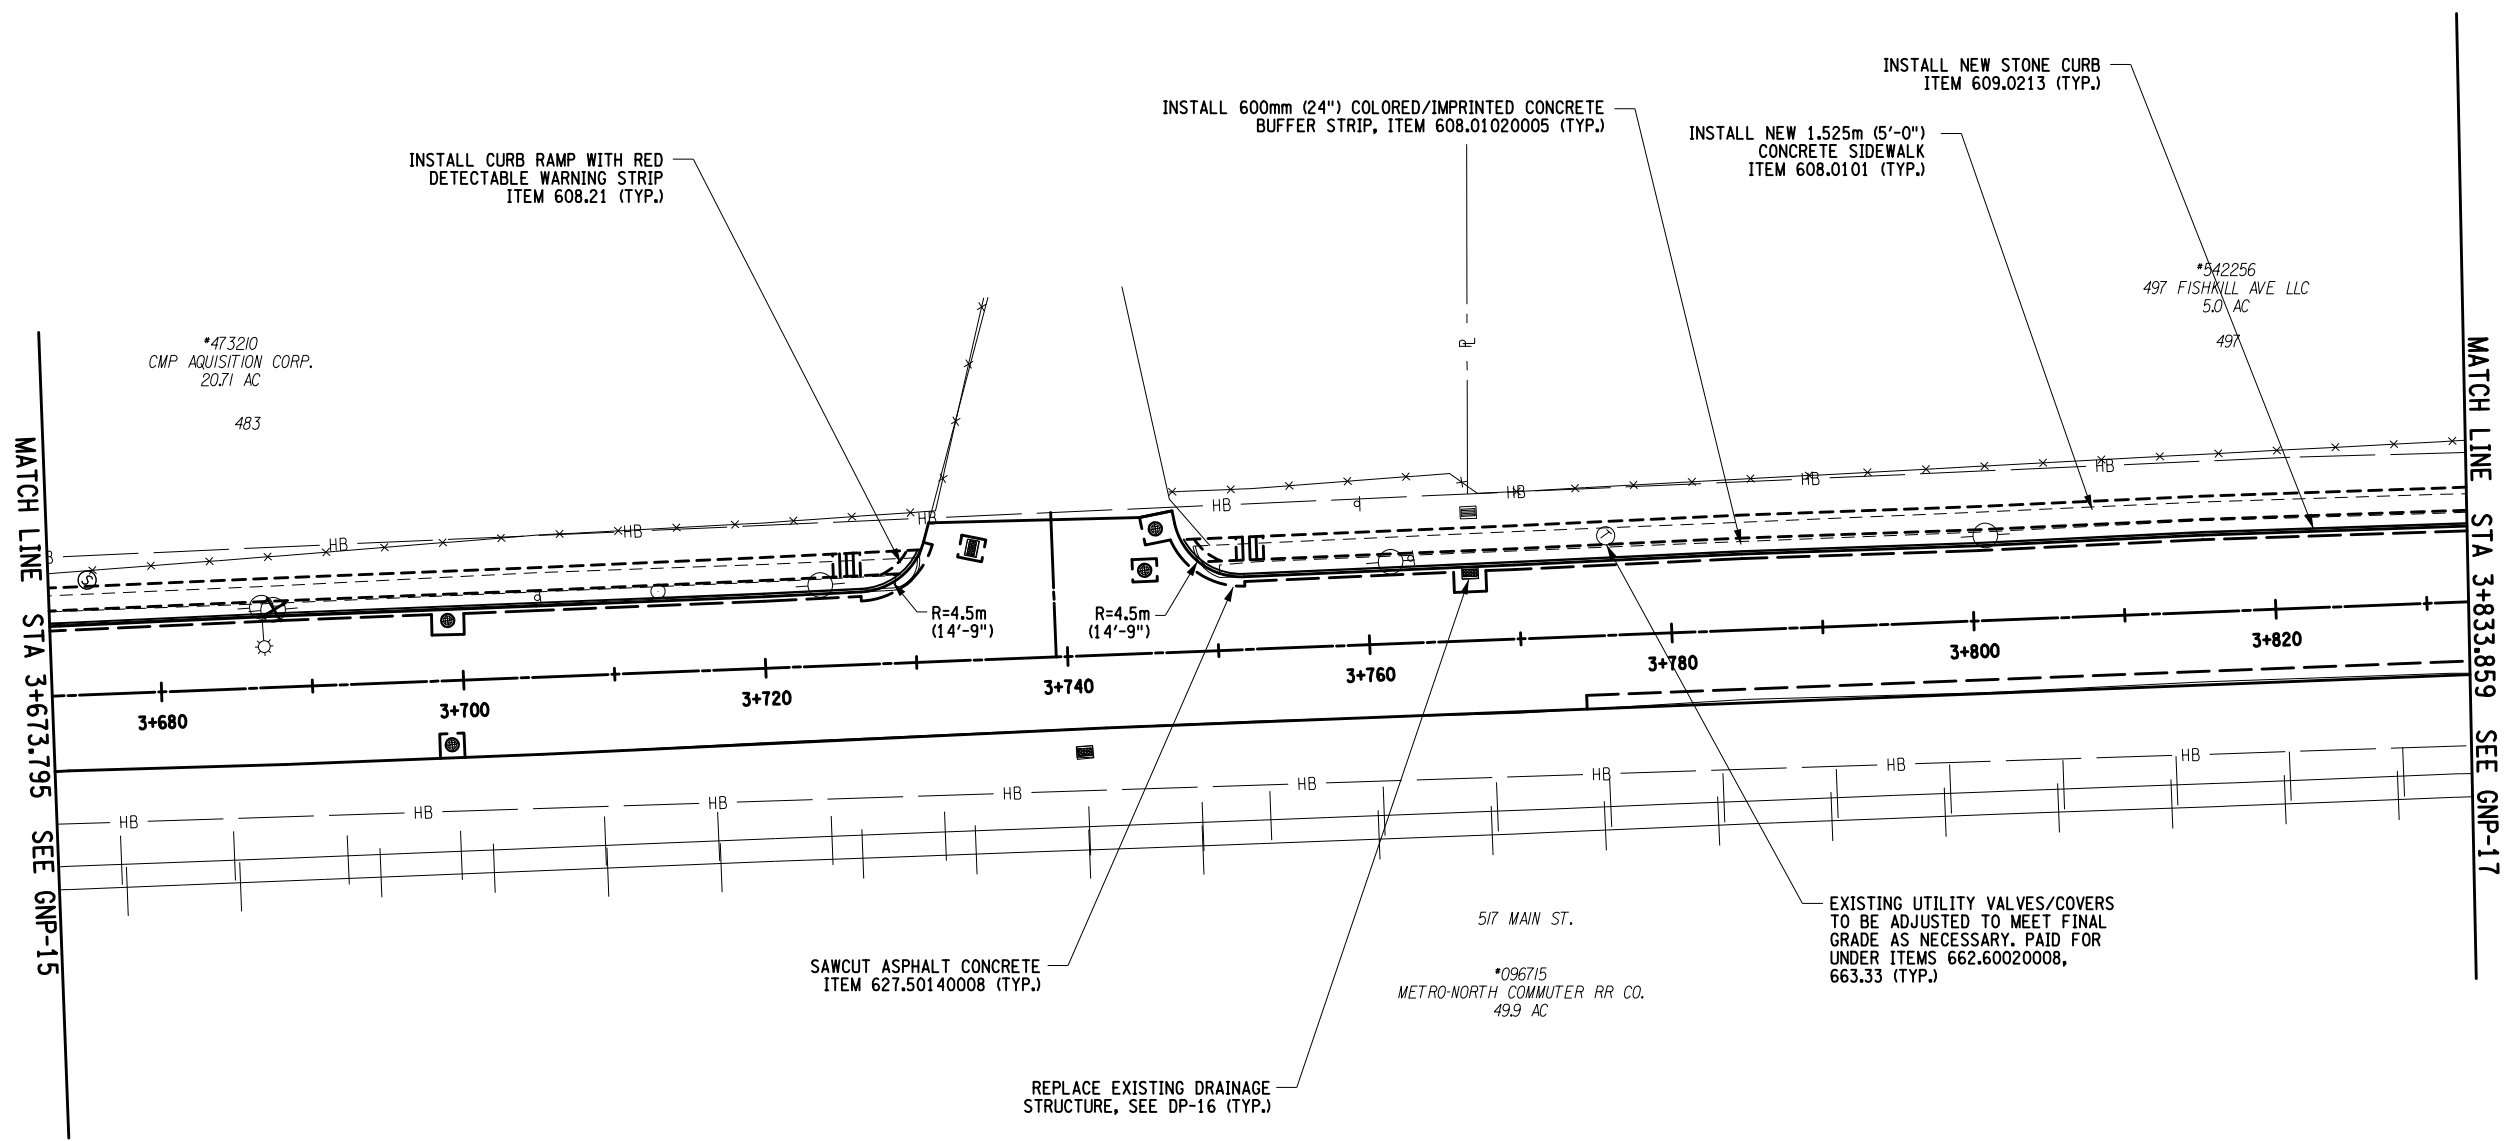 INSTALL NEW STONE CURB
ITEM 609.0213 (TYP.)
INSTALL 600mm (24") COLORED/IMPRINTED CONCRETE
BUFFER STRIP, ITEM 608.01020005 (TYP.)
INSTALL NEW 1.525m (5'-0")
CONCRETE SIDEWALK
ITEM 608.0101 (TYP.)
INSTALL CURB RAMP WITH RED
DETECTABLE WARNING STRIP
ITEM 608.21 (TYP.)
#542256
497 FISHKILL AVE LLC
5.0 AC
497
#473210
CMP AQUISITION CORP.
20.71 AC
483
MATCH LINE STA 3+673.795 SEE GNP-15
MATCH LINE STA 3+833.859 SEE GNP-17
HB
HB
HB
HB
HB
HB
HB
R=4.5m
(14'-9")
R=4.5m
(14'-9")
3+680
3+700
3+720
3+740
3+760
3+780
3+800
3+820
HB
HB
HB
HB
HB
HB
HB
HB
EXISTING UTILITY VALVES/COVERS
TO BE ADJUSTED TO MEET FINAL
GRADE AS NECESSARY. PAID FOR
UNDER ITEMS 662.60020008,
663.33 (TYP.)
517 MAIN ST.
#096715
METRO-NORTH COMMUTER RR CO.
49.9 AC
SAWCUT ASPHALT CONCRETE
ITEM 627.50140008 (TYP.)
REPLACE EXISTING DRAINAGE
STRUCTURE, SEE DP-16 (TYP.)